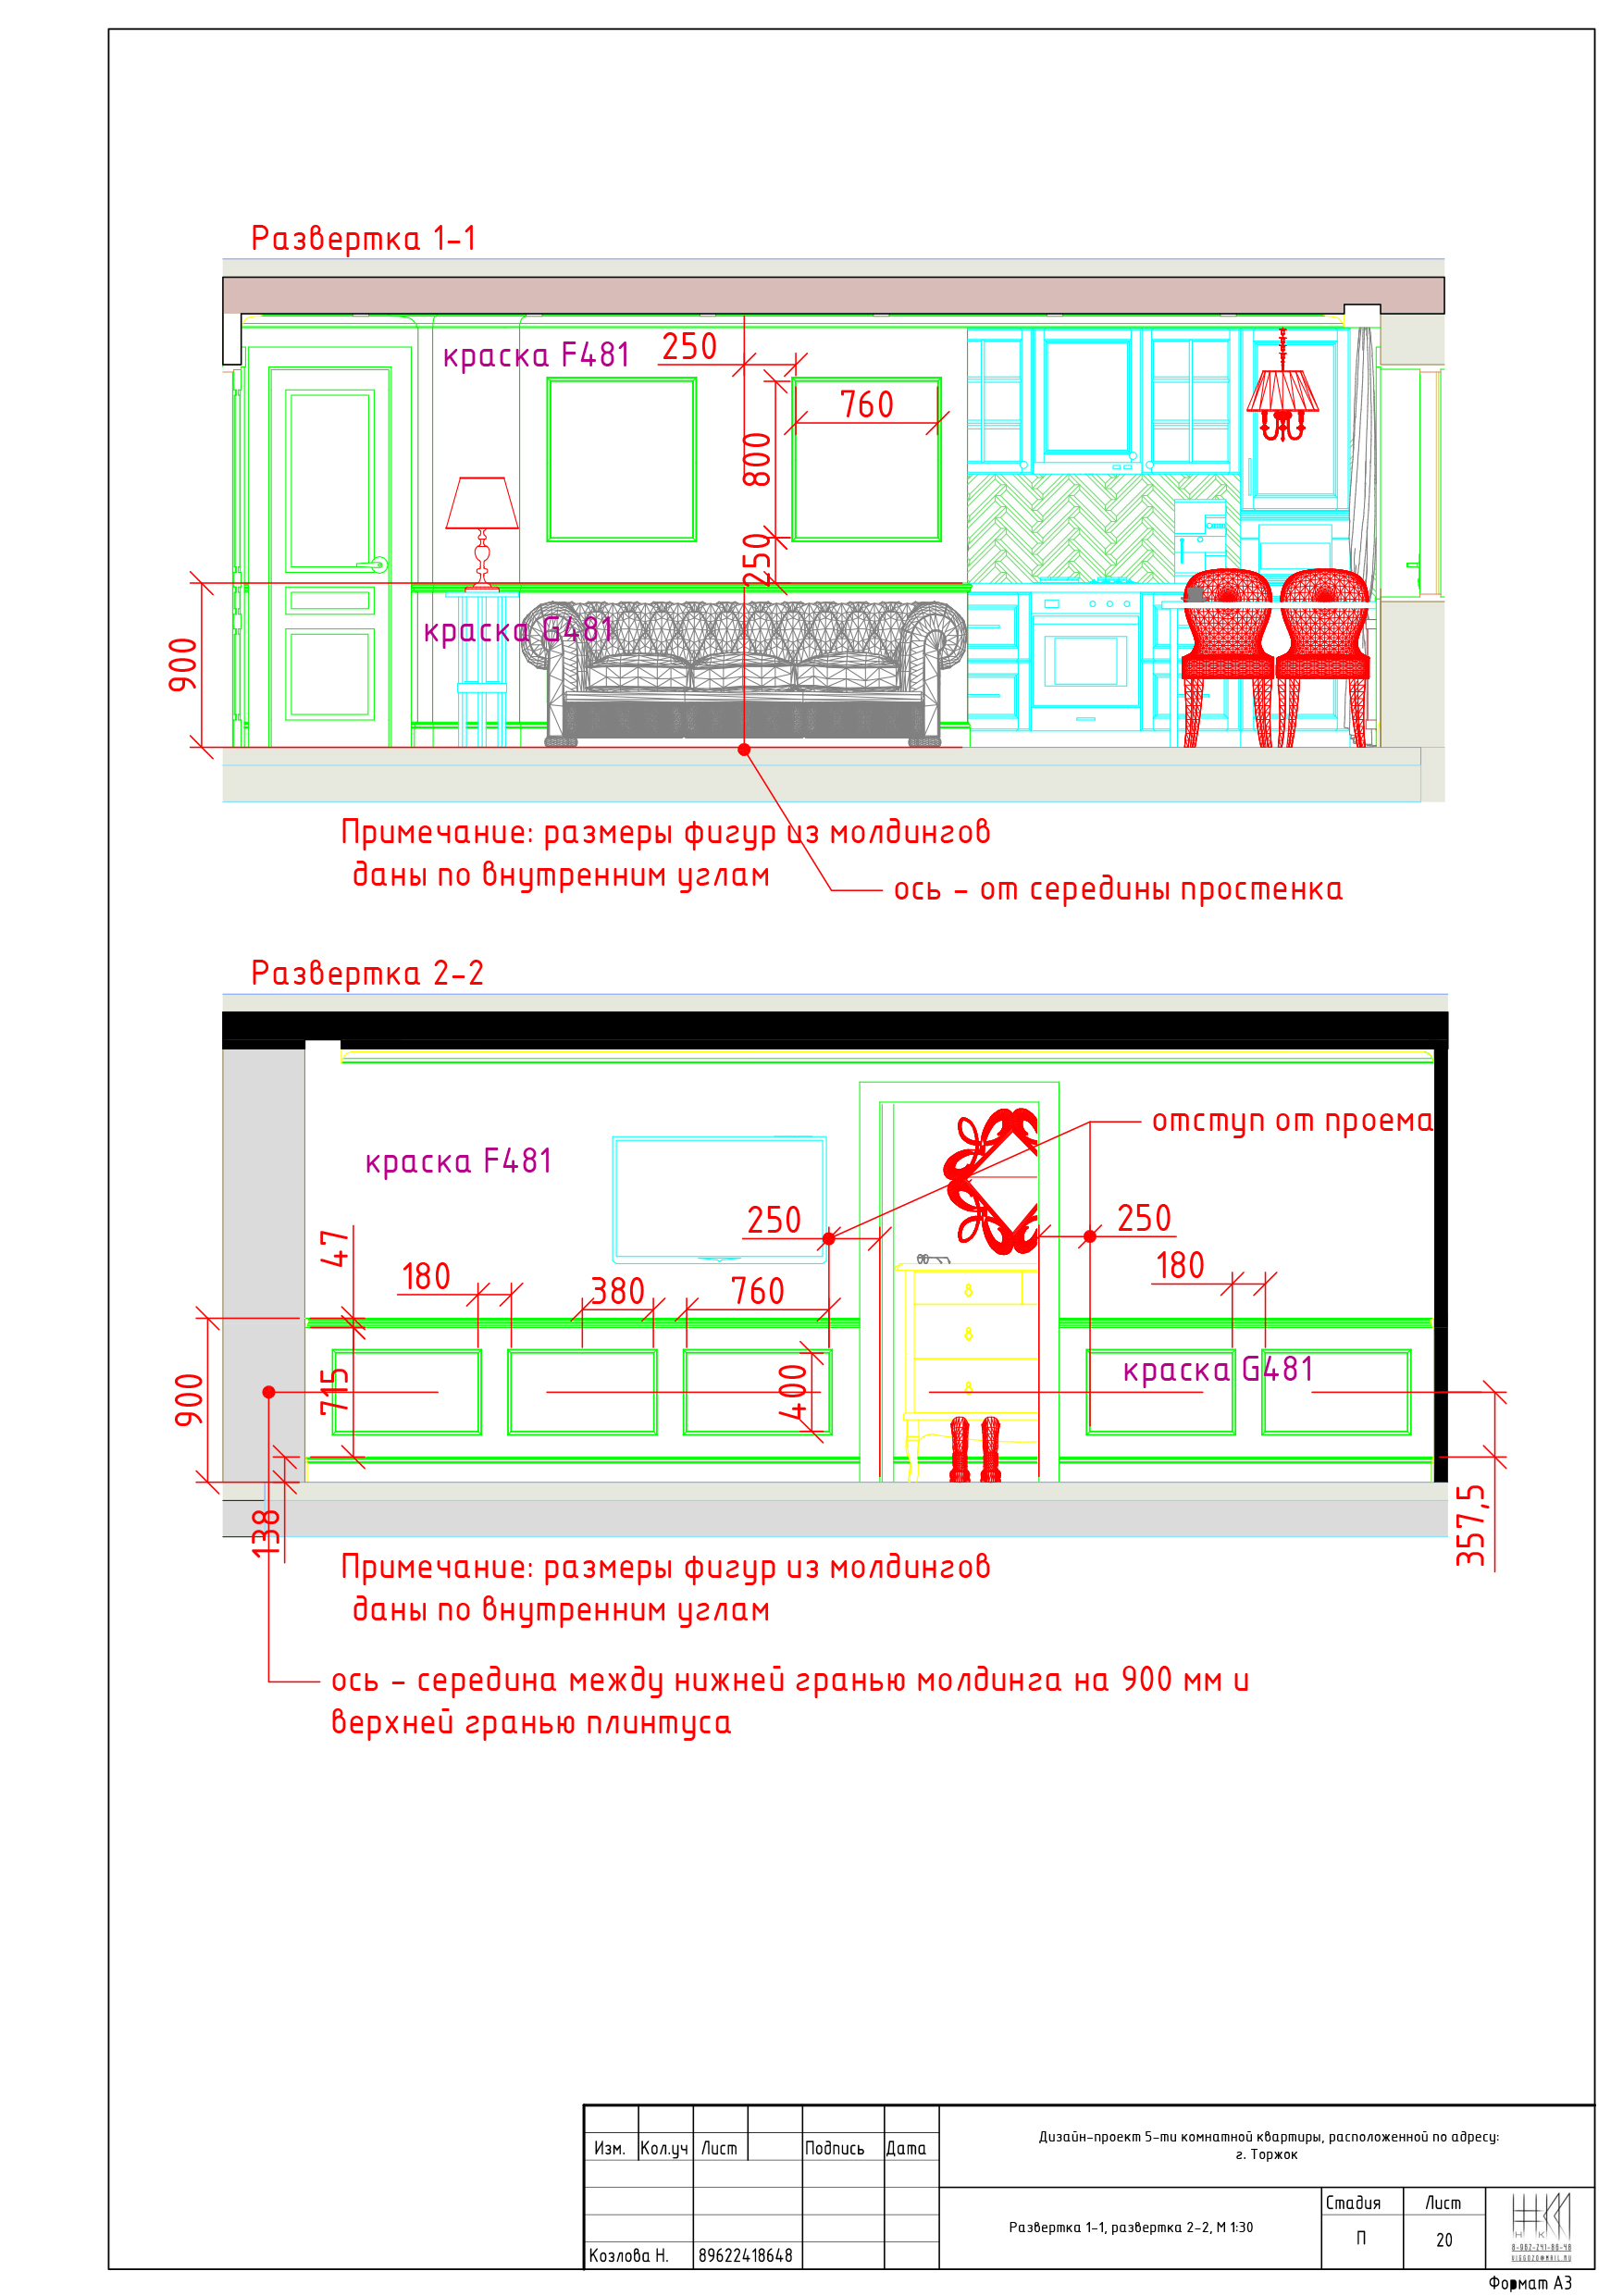 Развертка 1-1
краска F481
250
760
800
250
краска G481
900
Примечание: размеры фигур из молдингов
даны по внутренним углам
ось - от середины простенка
Развертка 2-2
отступ от проема
краска F481
250
250
47
180
380
760
180
краска G481
900
715
400
138
357,5
Примечание: размеры фигур из молдингов
даны по внутренним углам
ось - середина между нижней гранью молдинга на 900 мм и
верхней гранью плинтуса
Дизайн-проект 5-ти комнатной квартиры, расположенной по адресу:
г. Торжок
Изм. Кол.уч Лист Подпись Дата
Развертка 1-1, развертка 2-2, М 1:30
Стадия Лист
П 20
Козлова Н. 89622418648
Н К
8-962-241-86-48
Формат А3